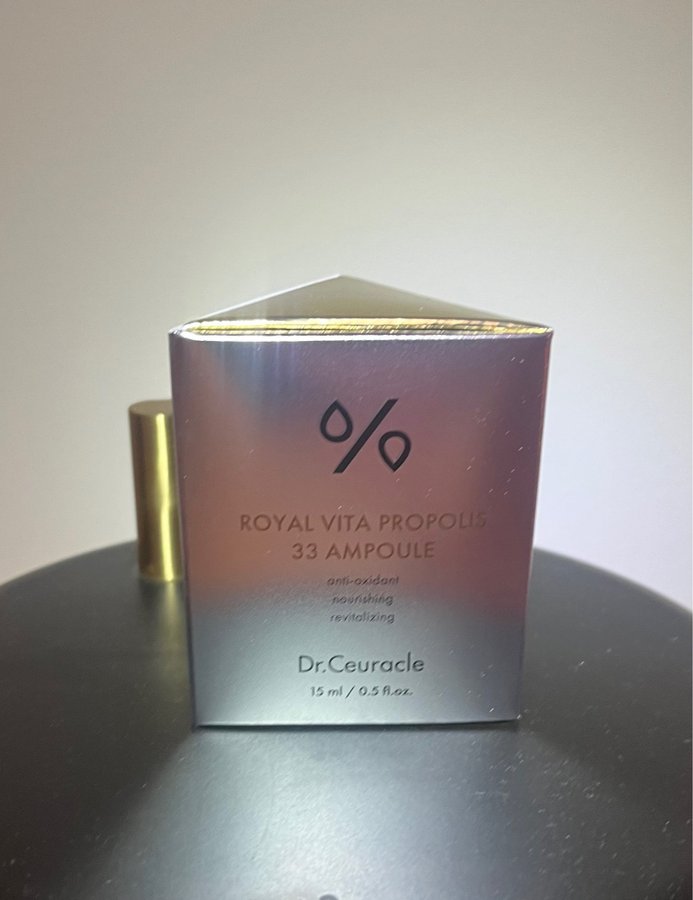 ROYAL VITA PROPOLIS
33 AMPOULE
anti-oxidant
nourishing
revitalizing
Dr.Ceuracle
15 ml / 0.5 fl.oz.